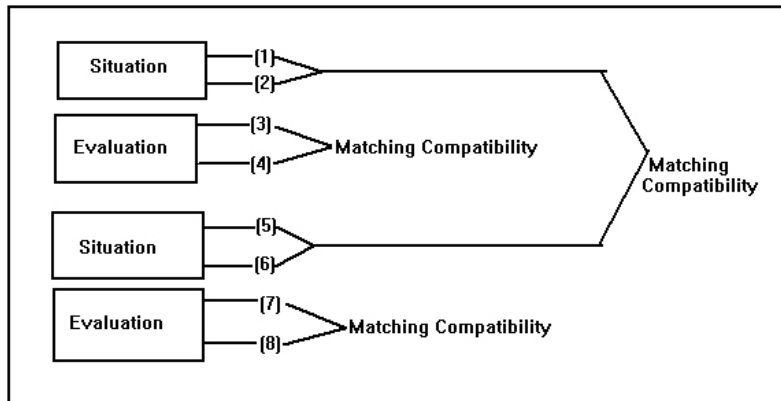 Situation
(1)
(2)
Evaluation
(3)
(4)
Matching Compatibility
Matching
Compatibility
Situation
(5)
(6)
Evaluation
(7)
(8)
Matching Compatibility